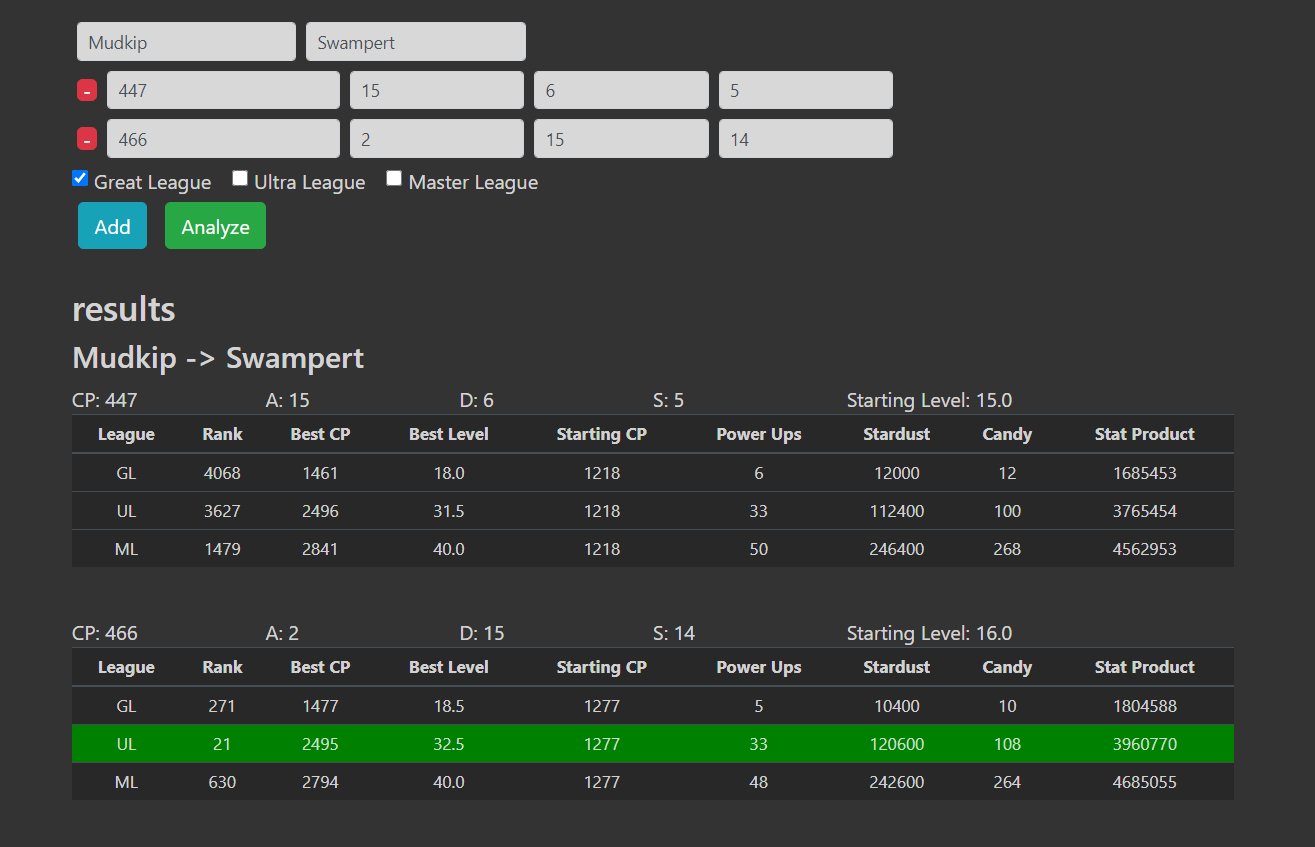 Mudkip Swampert
- 447 15 6 5
- 466 2 15 14
Great League Ultra League Master League
Add Analyze
results
Mudkip -> Swampert
CP: 447 A: 15 D: 6 S: 5 Starting Level: 15.0
League Rank Best CP Best Level Starting CP Power Ups Stardust Candy Stat Product
GL 4068 1461 18.0 1218 6 12000 12 1685453
UL 3627 2496 31.5 1218 33 112400 100 3765454
ML 1479 2841 40.0 1218 50 246400 268 4562953
CP: 466 A: 2 D: 15 S: 14 Starting Level: 16.0
League Rank Best CP Best Level Starting CP Power Ups Stardust Candy Stat Product
GL 271 1477 18.5 1277 5 10400 10 1804588
UL 21 2495 32.5 1277 33 120600 108 3960770
ML 630 2794 40.0 1277 48 242600 264 4685055